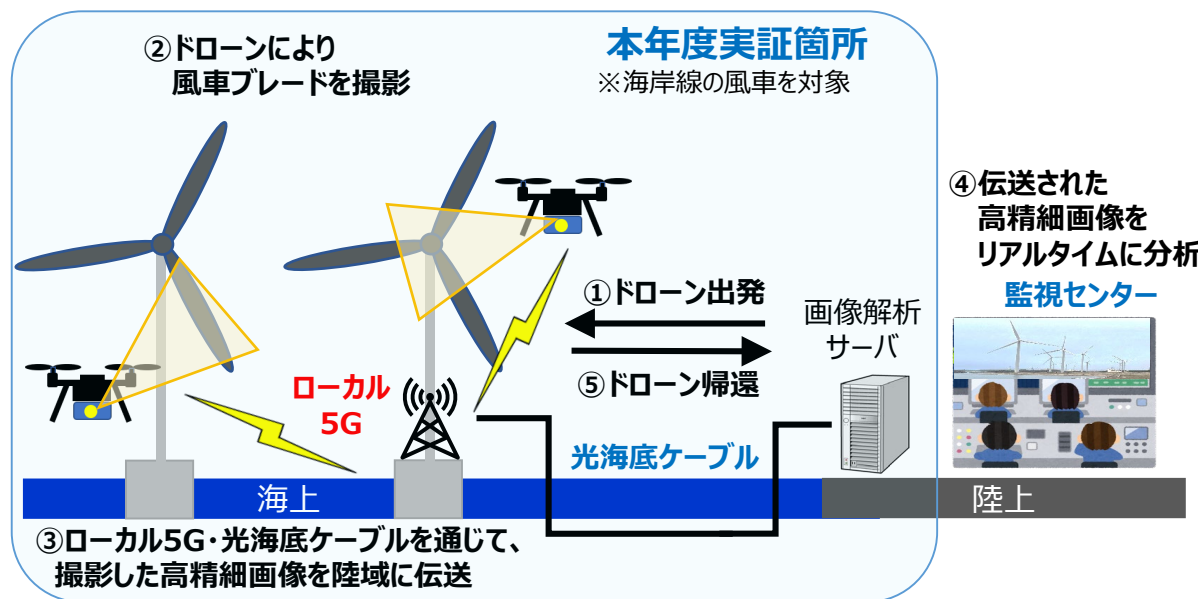 ②ドローンにより
風車ブレードを撮影
本年度実証箇所
※海岸線の風車を対象
④伝送された
高精細画像を
リアルタイムに分析
監視センター
①ドローン出発
画像解析
サーバ
⑤ドローン帰還
ローカル
5G
光海底ケーブル
海上
陸上
③ローカル5G・光海底ケーブルを通じて、
撮影した高精細画像を陸域に伝送